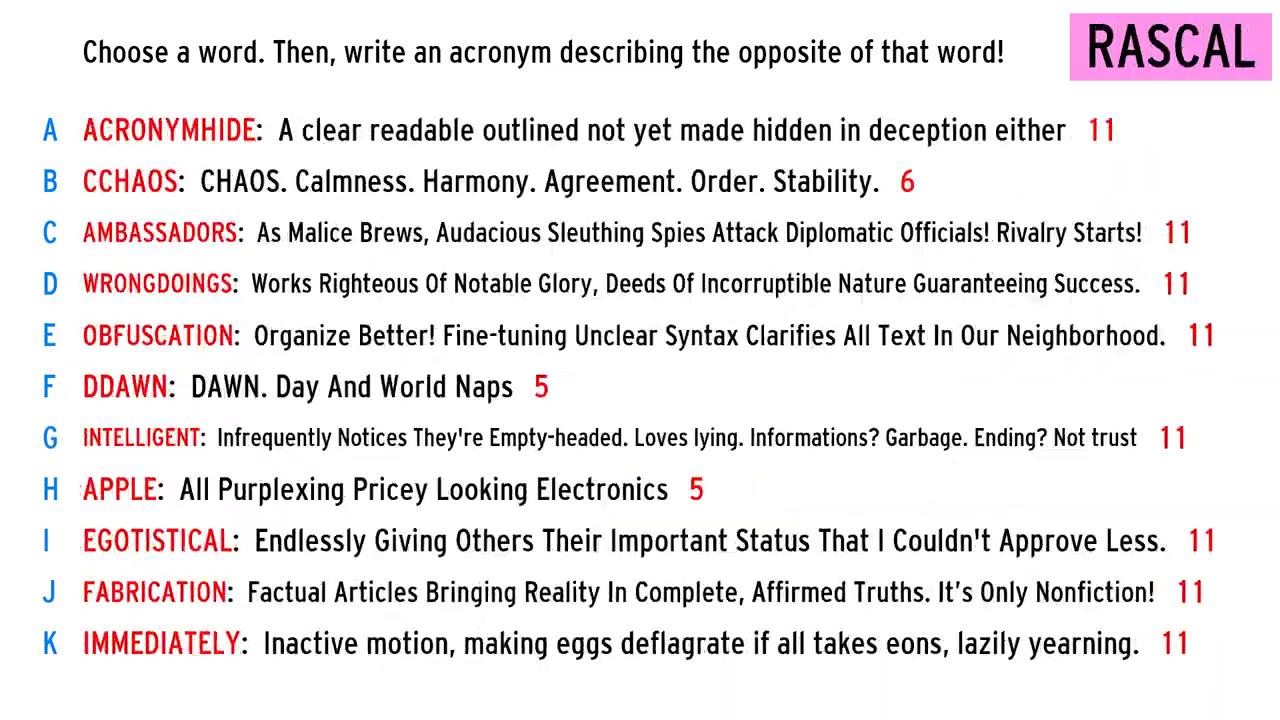 Choose a word. Then, write an acronym describing the opposite of that word!
RASCAL
A ACRONYMHIDE: A clear readable outlined not yet made hidden in deception either 11
B CCHAOS: CHAOS. Calmness. Harmony. Agreement. Order. Stability. 6
C AMBASSADORS: As Malice Brews, Audacious Sleuthing Spies Attack Diplomatic Officials! Rivalry Starts! 11
D WRONGDOINGS: Works Righteous Of Notable Glory, Deeds Of Incorruptible Nature Guaranteeing Success. 11
E OBFUSCATION: Organize Better! Fine-tuning Unclear Syntax Clarifies All Text In Our Neighborhood. 11
F DDAWN: DAWN. Day And World Naps 5
G INTELLIGENT: Infrequently Notices They're Empty-headed. Loves lying. Informations? Garbage. Ending? Not trust 11
H APPLE: All Purplexing Pricey Looking Electronics 5
I EGOTISTICAL: Endlessly Giving Others Their Important Status That I Couldn't Approve Less. 11
J FABRICATION: Factual Articles Bringing Reality In Complete, Affirmed Truths. It’s Only Nonfiction! 11
K IMMEDIATELY: Inactive motion, making eggs deflagrate if all takes eons, lazily yearning. 11